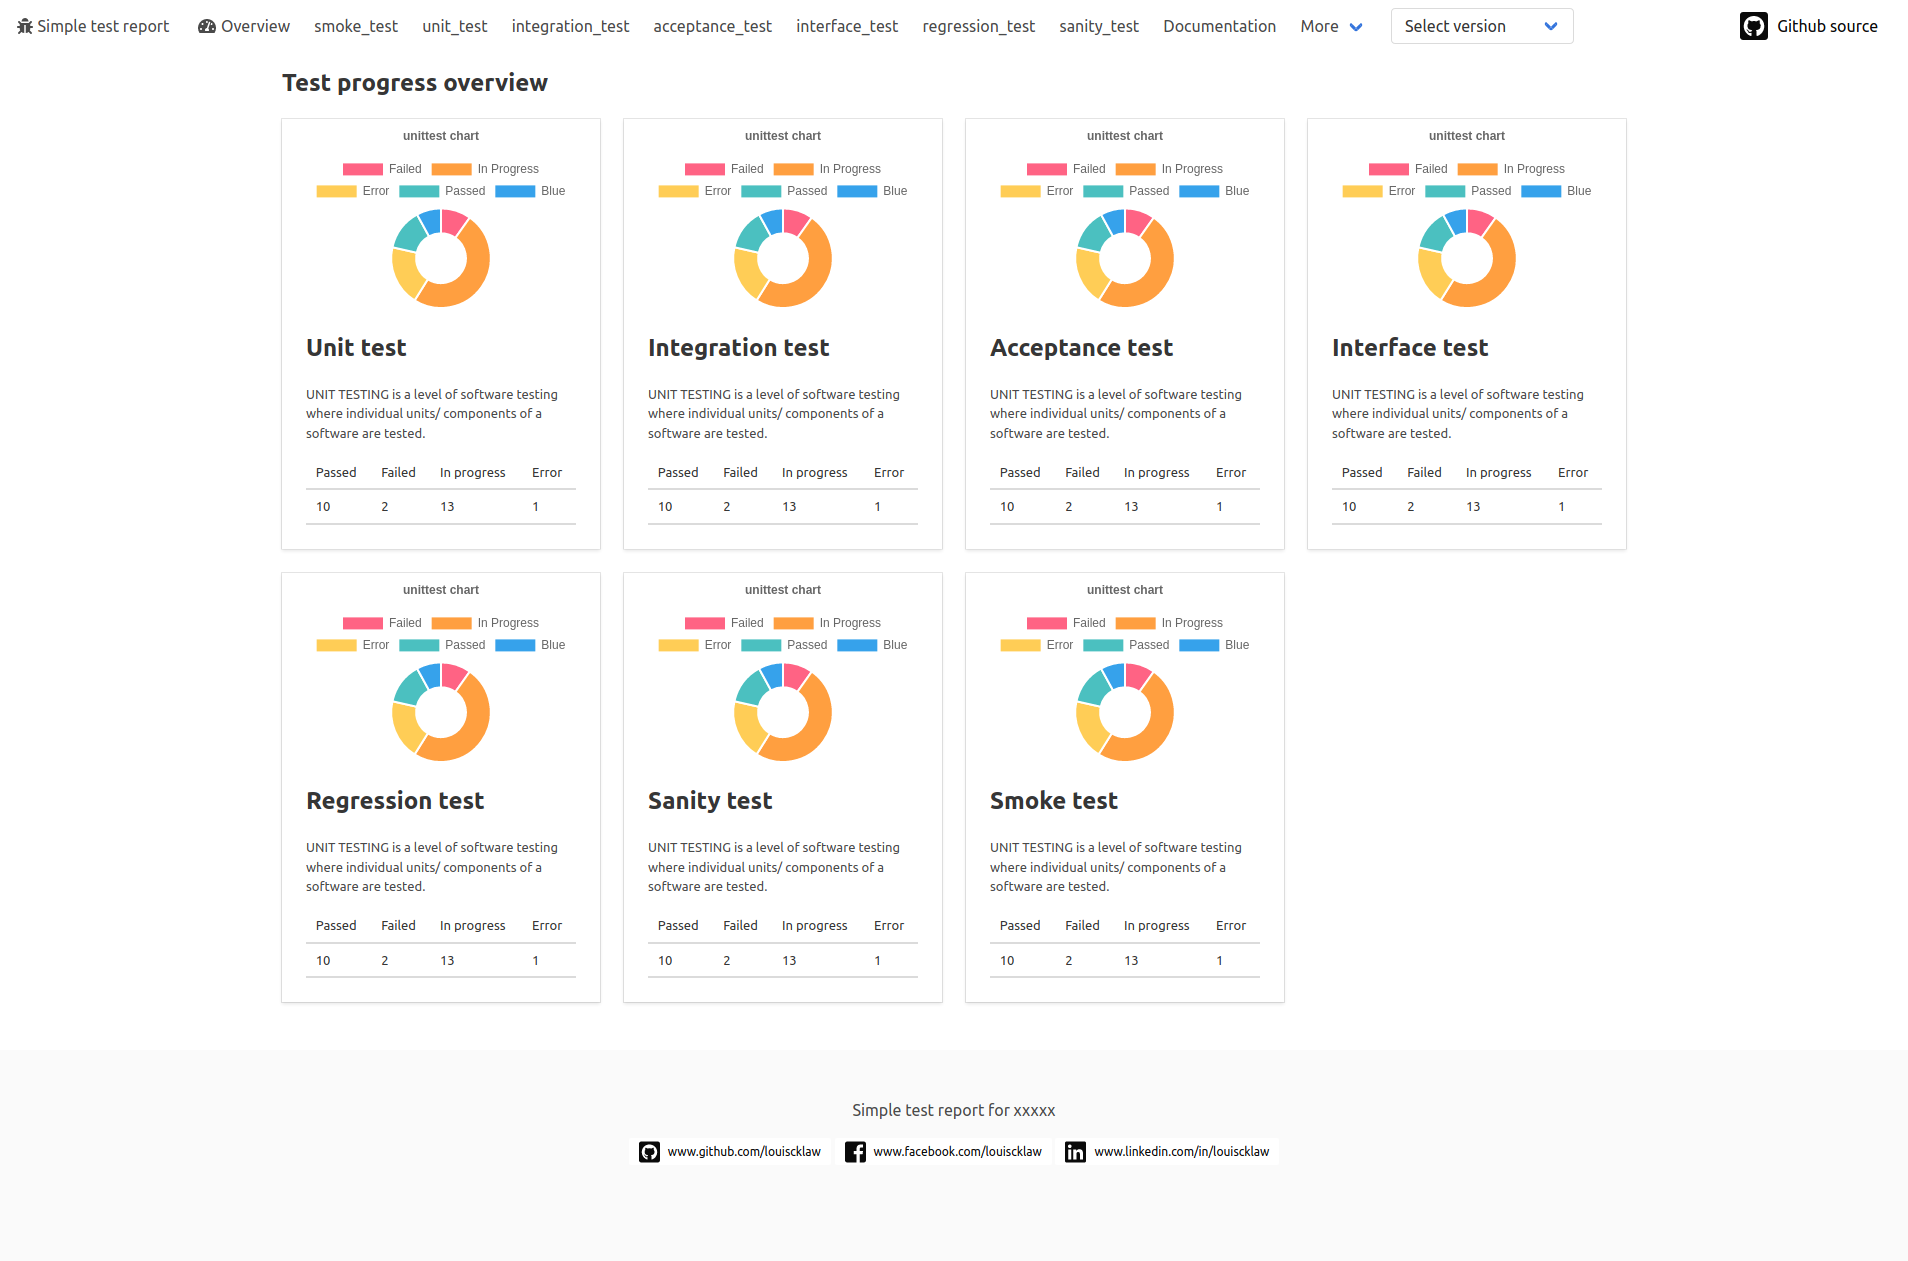 Simple test report Overview smoke_test unit_test integration_test acceptance_test interface_test regression_test sanity_test Documentation More Select version Github source
Test progress overview
unittest chart
Failed In Progress
Error Passed Blue
Unit test
UNIT TESTING is a level of software testing
where individual units/ components of a
software are tested.
Passed Failed In progress Error
10 2 13 1
unittest chart
Failed In Progress
Error Passed Blue
Integration test
UNIT TESTING is a level of software testing
where individual units/ components of a
software are tested.
Passed Failed In progress Error
10 2 13 1
unittest chart
Failed In Progress
Error Passed Blue
Acceptance test
UNIT TESTING is a level of software testing
where individual units/ components of a
software are tested.
Passed Failed In progress Error
10 2 13 1
unittest chart
Failed In Progress
Error Passed Blue
Interface test
UNIT TESTING is a level of software testing
where individual units/ components of a
software are tested.
Passed Failed In progress Error
10 2 13 1
unittest chart
Failed In Progress
Error Passed Blue
Regression test
UNIT TESTING is a level of software testing
where individual units/ components of a
software are tested.
Passed Failed In progress Error
10 2 13 1
unittest chart
Failed In Progress
Error Passed Blue
Sanity test
UNIT TESTING is a level of software testing
where individual units/ components of a
software are tested.
Passed Failed In progress Error
10 2 13 1
unittest chart
Failed In Progress
Error Passed Blue
Smoke test
UNIT TESTING is a level of software testing
where individual units/ components of a
software are tested.
Passed Failed In progress Error
10 2 13 1
Simple test report for xxxxx
www.github.com/louiscklaw www.facebook.com/louiscklaw www.linkedin.com/in/louiscklaw